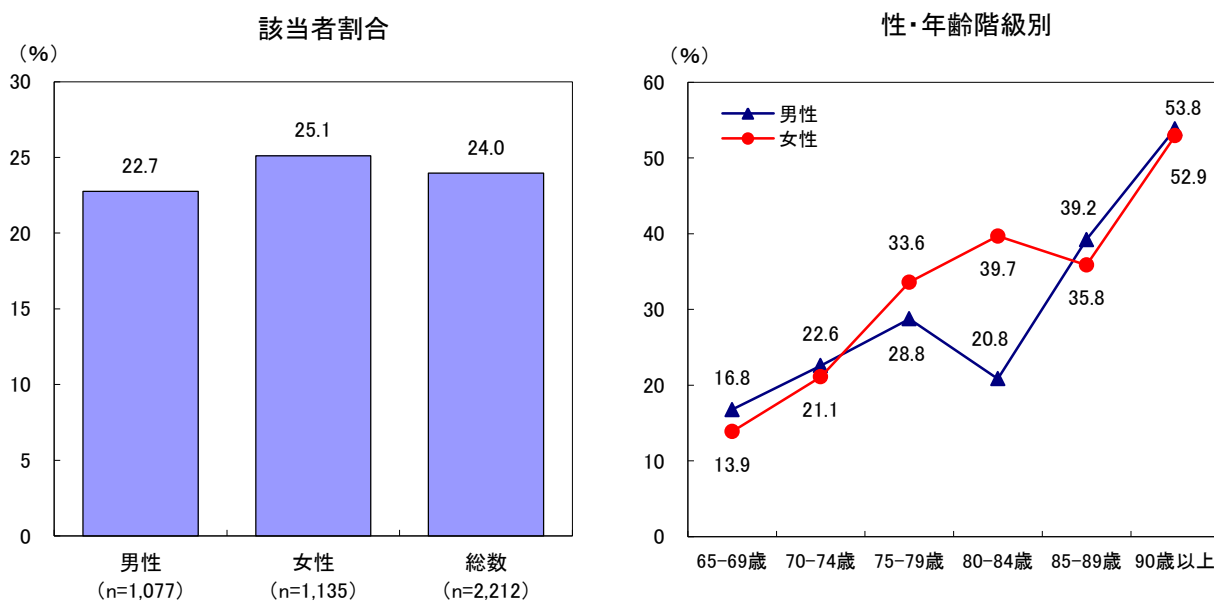 該当者割合
(%)
30
25
20
15
10
5
0
22.7
25.1
24.0
男性
(n=1,077)
女性
(n=1,135)
総数
(n=2,212)
性・年齢階級別
(%)
60
50
40
30
20
10
0
男性
女性
16.8
22.6
28.8
20.8
39.2
53.8
13.9
21.1
33.6
39.7
35.8
52.9
65-69歳 70-74歳 75-79歳 80-84歳 85-89歳 90歳以上